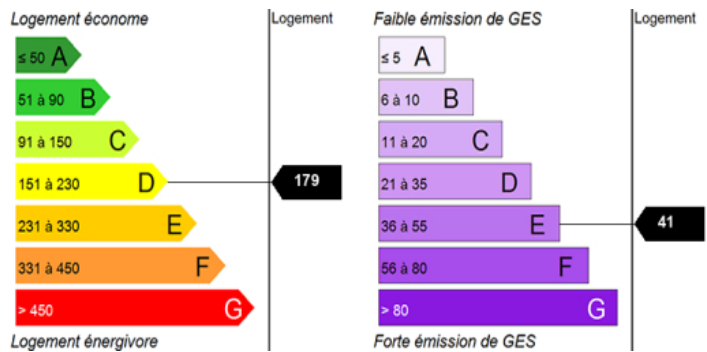 Logement économe
Logement
≤ 50 A
51 à 90 B
91 à 150 C
151 à 230 D
179
231 à 330 E
331 à 450 F
> 450 G
Logement énergivore
Faible émission de GES
Logement
≤ 5 A
6 à 10 B
11 à 20 C
21 à 35 D
36 à 55 E
41
56 à 80 F
> 80 G
Forte émission de GES